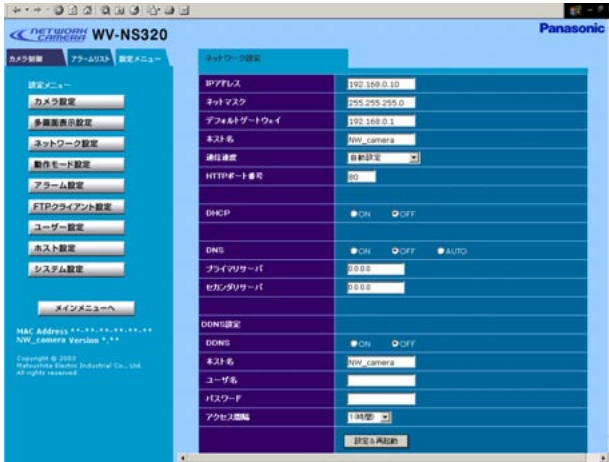 NETWORK CAMERA WV-NS320
Panasonic
カメラ制御 アラームリスト 設定メニュー
ネットワーク設定
設定メニュー
カメラ設定
多画面表示設定
ネットワーク設定
動作モード設定
アラーム設定
FTPクライアント設定
ユーザー設定
ホスト設定
システム設定
メインメニューへ
MAC Address **-**-**-**-**-**
NW_camera Version *.**
Copyright © 2003
Matsushita Electric Industrial Co., Ltd.
All rights reserved.
IPアドレス 192.168.0.10
ネットマスク 255.255.255.0
デフォルトゲートウェイ 192.168.0.1
ホスト名 NW_camera
通信速度 自動設定
HTTPポート番号 80
DHCP ON OFF
DNS ON OFF AUTO
プライマリサーバ 0.0.0.0
セカンダリサーバ 0.0.0.0
DDNS設定
DDNS ON OFF
ホスト名 NW_camera
ユーザ名
パスワード
アクセス間隔 1(時間)
設定&再起動